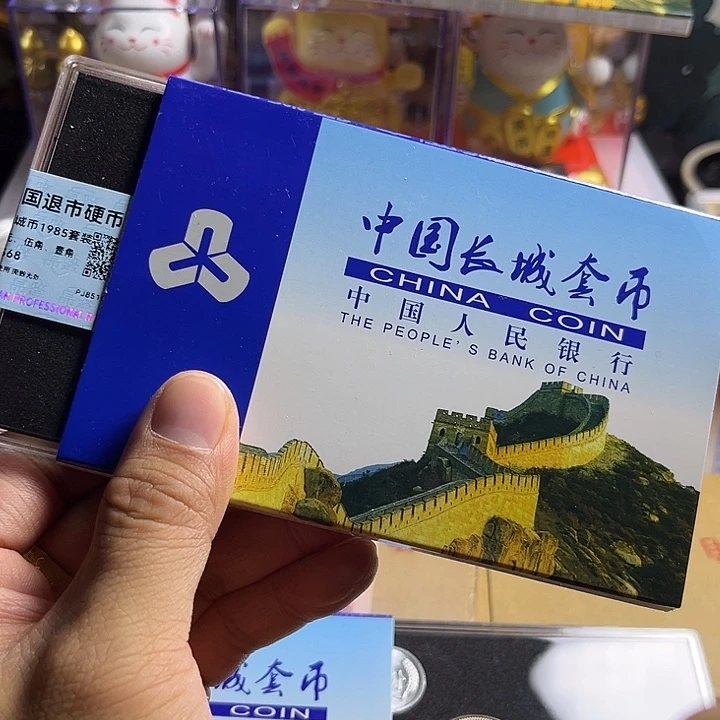 中国长城套币
CHINA COIN
中国人民银行
THE PEOPLE'S BANK OF CHINA
国退市硬币
城币1985套装
伍角 壹角
68
PJ851
PROFESSIONAL
城套币
COIN